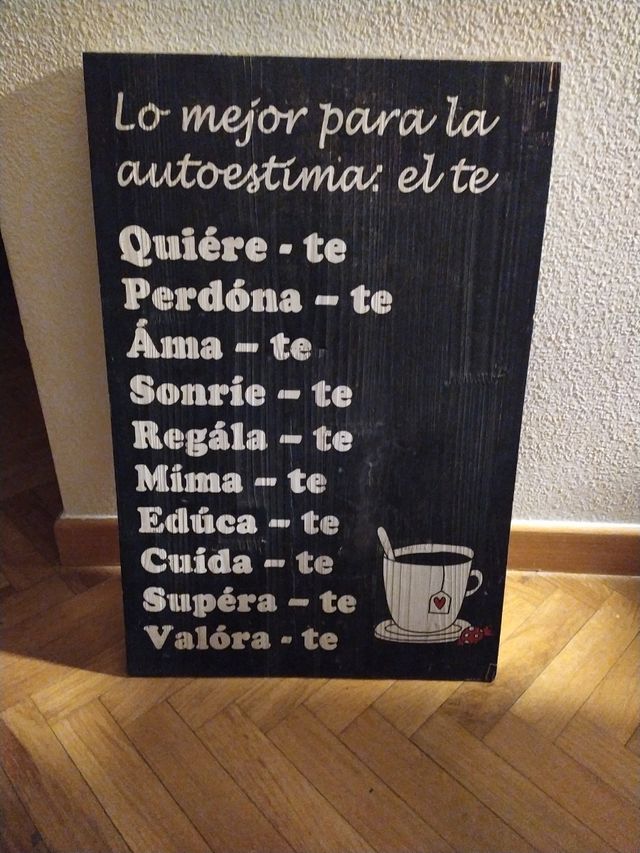 Lo mejor para la
autoestima: el te
Quiére - te
Perdóna – te
Áma – te
Sonríe – te
Regála – te
Míma – te
Edúca – te
Cuída – te
Supéra – te
Valóra - te